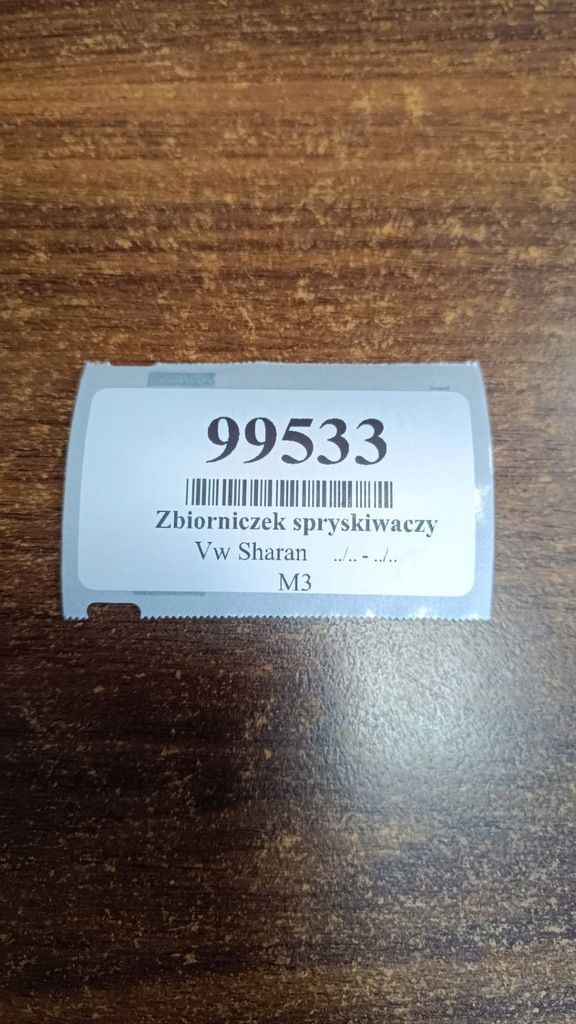 99533
Zbiorniczek spryskiwaczy
Vw Sharan ../.. - ../..
M3